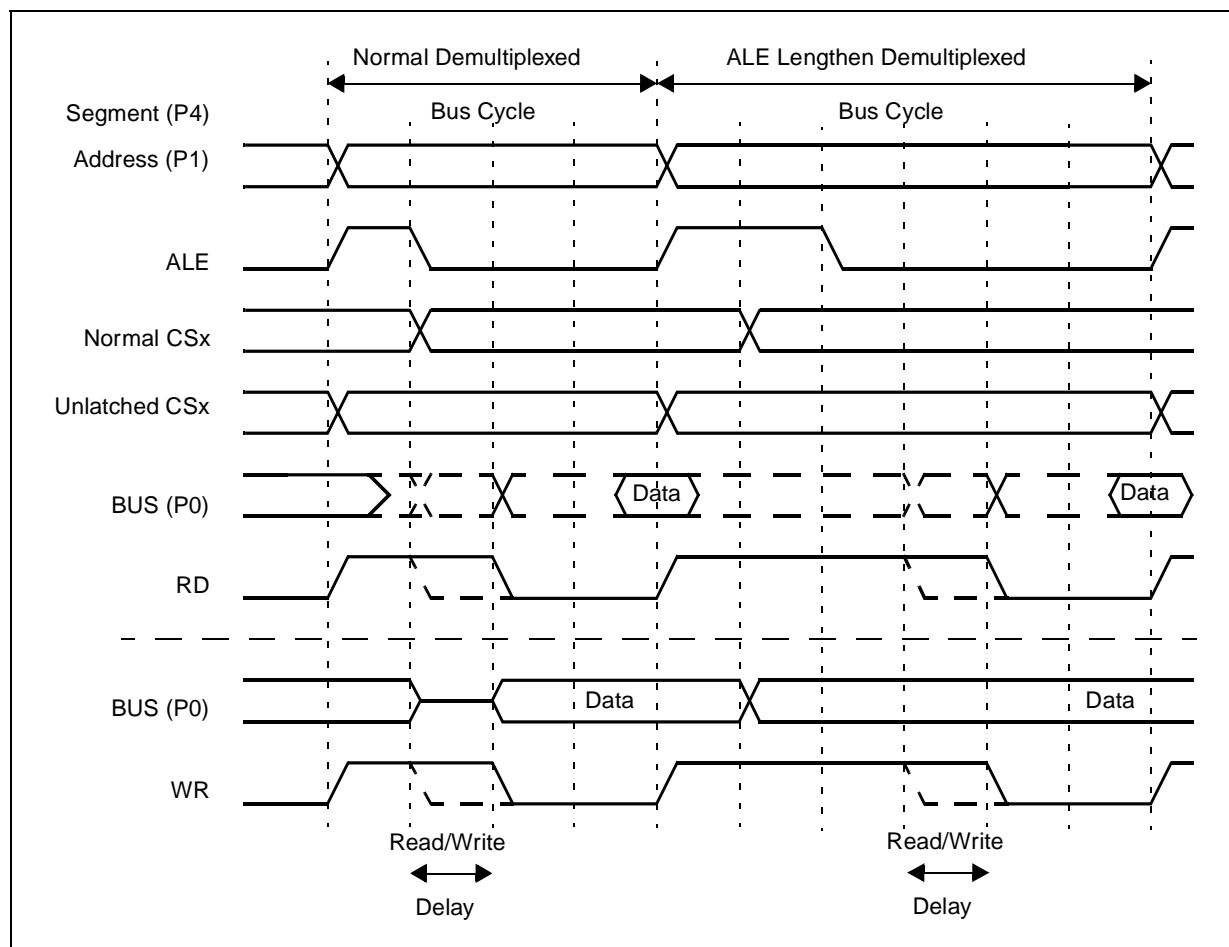 Normal Demultiplexed
ALE Lengthen Demultiplexed
Segment (P4)
Bus Cycle
Bus Cycle
Address (P1)
ALE
Normal CSx
Unlatched CSx
BUS (P0)
Data
Data
RD
BUS (P0)
Data
Data
WR
Read/Write
Read/Write
Delay
Delay